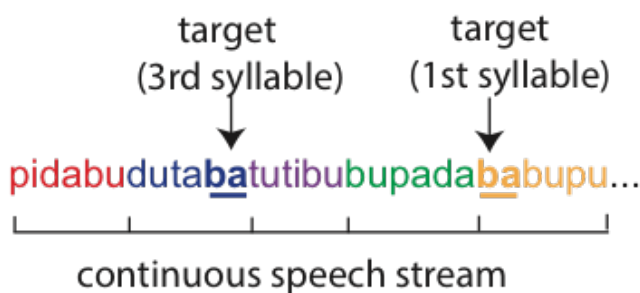 target target
(3rd syllable) (1st syllable)
pidabudutabatutibubupadababupu...
continuous speech stream